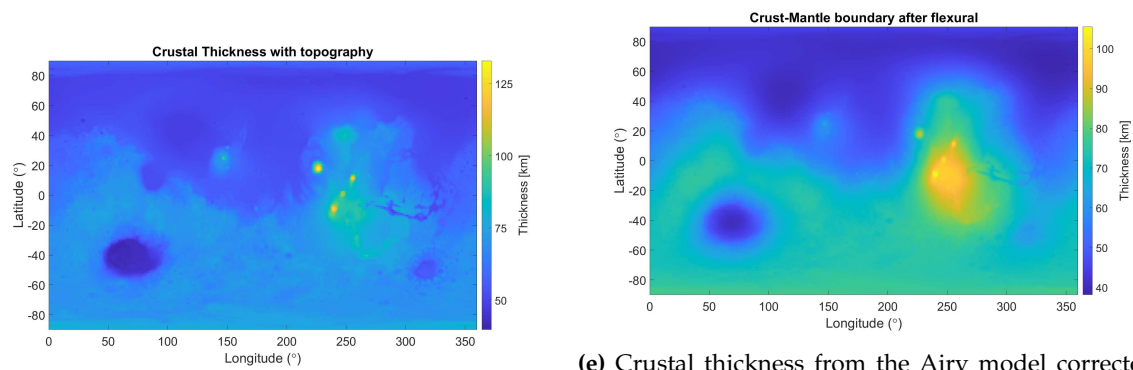 Crustal Thickness with topography
80
60
40
20
0
-20
-40
-60
-80
Latitude (°)
0 50 100 150 200 250 300 350
Longitude (°)
125
100
75
50
Thickness [km]
Crust-Mantle boundary after flexural
80
60
40
20
0
-20
-40
-60
-80
Latitude (°)
0 50 100 150 200 250 300 350
Longitude (°)
100
90
80
70
60
50
40
Thickness [km]
(e) Crustal thickness from the Airy model